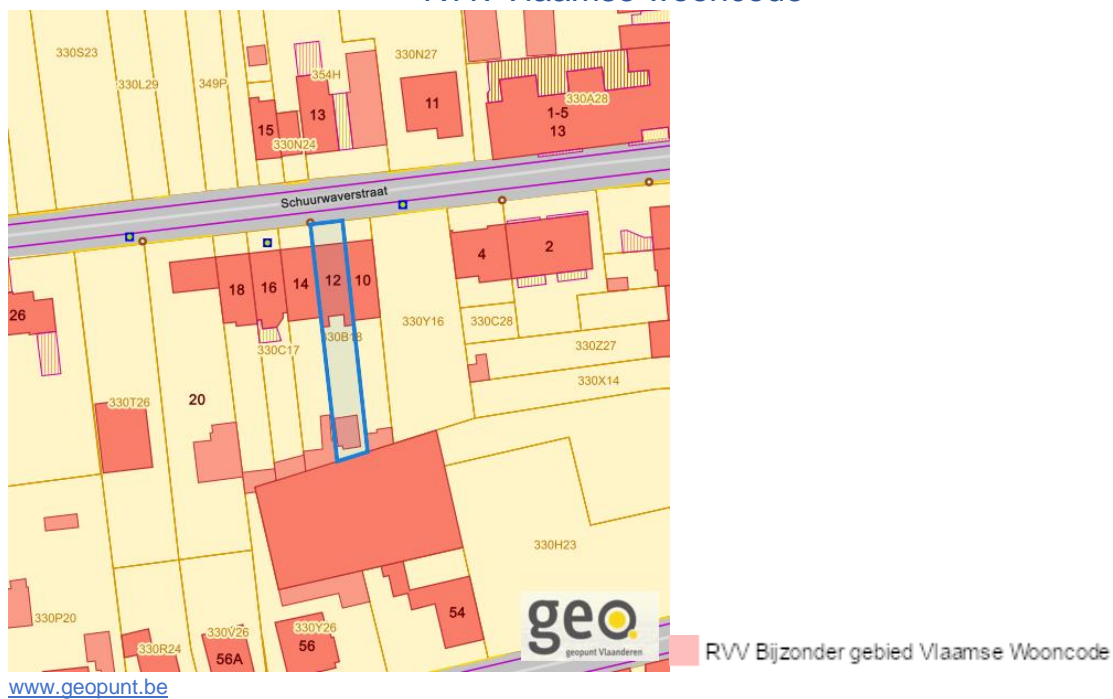 RVV Vlaamse wooncode
330S23
330L29
349P
354H
330N27
330A28
1-5
13
11
13
15
330N24
Schuurwaverstraat
18
16
14
12
10
4
2
26
330C17
330B18
330Y16
330C28
330Z27
330X14
330T26
20
330H23
330P20
330R24
330V26
56A
330Y26
56
54
geo
geopunt Vlaanderen
RVV Bijzonder gebied Vlaamse Wooncode
www.geopunt.be